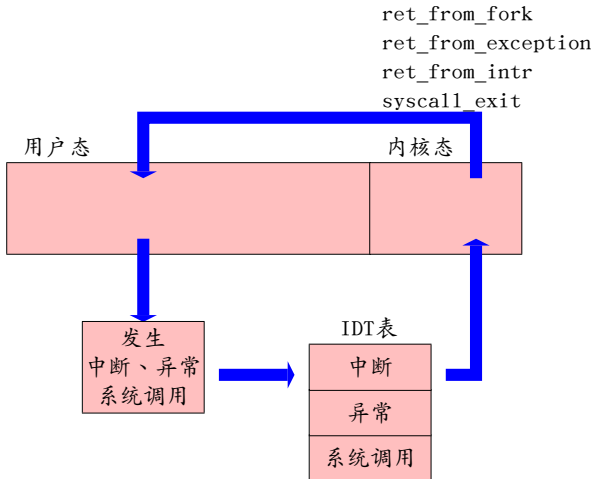 ret_from_fork
ret_from_exception
ret_from_intr
syscall_exit
用户态
内核态
发生
中断、异常
系统调用
IDT表
中断
异常
系统调用